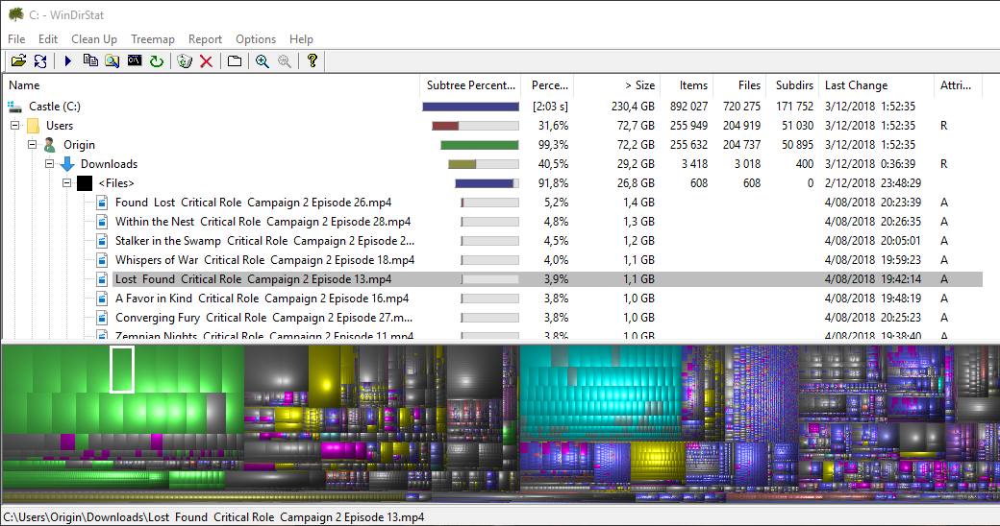 C: - WinDirStat
File Edit Clean Up Treemap Report Options Help
Name Subtree Percent... Perce... > Size Items Files Subdirs Last Change Attri...
Castle (C:) [2:03 s] 230,4 GB 892 027 720 275 171 752 3/12/2018 1:52:35
Users 31,6% 72,7 GB 255 949 204 919 51 030 3/12/2018 1:52:35 R
Origin 99,3% 72,2 GB 255 632 204 737 50 895 3/12/2018 1:52:35
Downloads 40,5% 29,2 GB 3 418 3 018 400 3/12/2018 0:36:39 R
<Files> 91,8% 26,8 GB 608 608 0 2/12/2018 23:48:29
Found Lost Critical Role Campaign 2 Episode 26.mp4 5,2% 1,4 GB 4/08/2018 20:23:39 A
Within the Nest Critical Role Campaign 2 Episode 28.mp4 4,8% 1,3 GB 4/08/2018 20:26:35 A
Stalker in the Swamp Critical Role Campaign 2 Episode 2... 4,5% 1,2 GB 4/08/2018 20:05:01 A
Whispers of War Critical Role Campaign 2 Episode 18.mp4 4,0% 1,1 GB 4/08/2018 19:59:23 A
Lost Found Critical Role Campaign 2 Episode 13.mp4 3,9% 1,1 GB 4/08/2018 19:42:14 A
A Favor in Kind Critical Role Campaign 2 Episode 16.mp4 3,8% 1,0 GB 4/08/2018 19:48:19 A
Converging Fury Critical Role Campaign 2 Episode 27.m... 3,8% 1,0 GB 4/08/2018 20:25:23 A
Zemnian Nights Critical Role Campaign 2 Episode 11.mp4 3,8% 1,0 GB 4/08/2018 19:38:40 A
C:\Users\Origin\Downloads\Lost Found Critical Role Campaign 2 Episode 13.mp4